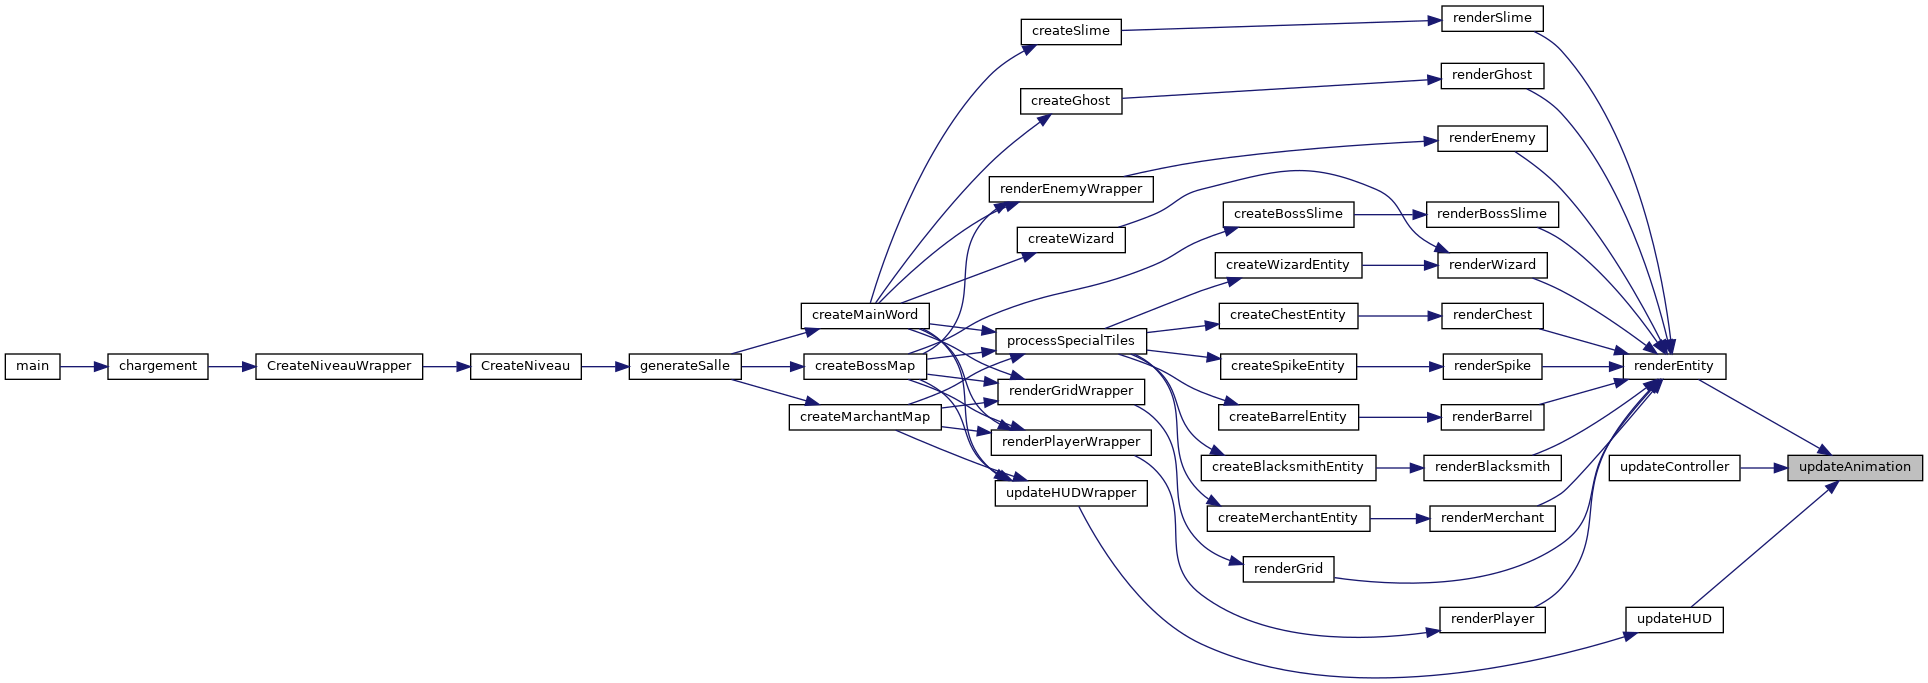 renderSlime
createSlime
renderGhost
createGhost
renderEnemy
renderEnemyWrapper
createBossSlime
renderBossSlime
createWizard
createWizardEntity
renderWizard
createMainWord
createChestEntity
renderChest
processSpecialTiles
main
chargement
CreateNiveauWrapper
CreateNiveau
generateSalle
createBossMap
createSpikeEntity
renderSpike
renderEntity
renderGridWrapper
createMarchantMap
createBarrelEntity
renderBarrel
renderPlayerWrapper
createBlacksmithEntity
renderBlacksmith
updateController
updateAnimation
updateHUDWrapper
createMerchantEntity
renderMerchant
renderGrid
renderPlayer
updateHUD